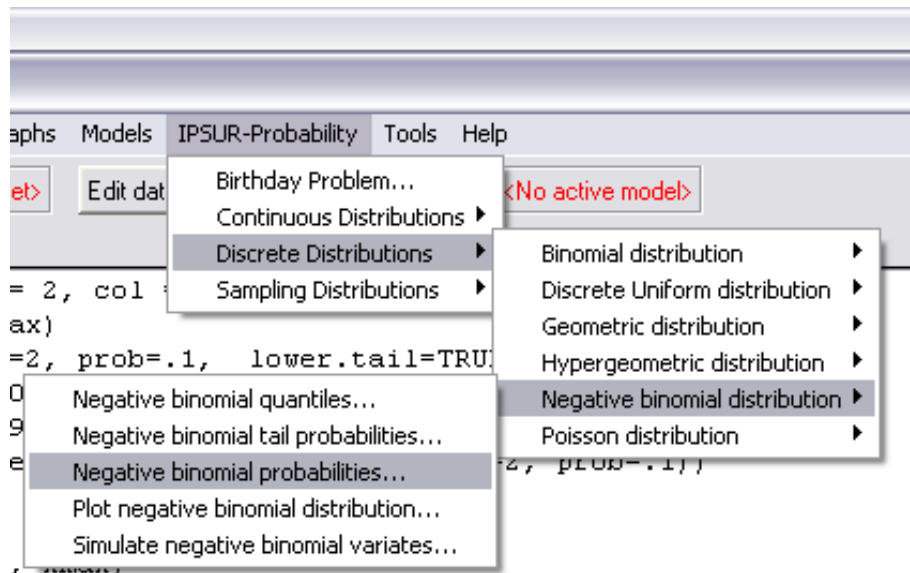 aphs Models IPSUR-Probability Tools Help
et> Edit dat <No active model>
Birthday Problem...
Continuous Distributions
Discrete Distributions
Sampling Distributions
Binomial distribution
Discrete Uniform distribution
Geometric distribution
Hypergeometric distribution
Negative binomial distribution
Poisson distribution
= 2, col
ax)
=2, prob=.1, lower.tail=TRU
Negative binomial quantiles...
Negative binomial tail probabilities...
Negative binomial probabilities...
Plot negative binomial distribution...
Simulate negative binomial variates...
2, prob=.1))